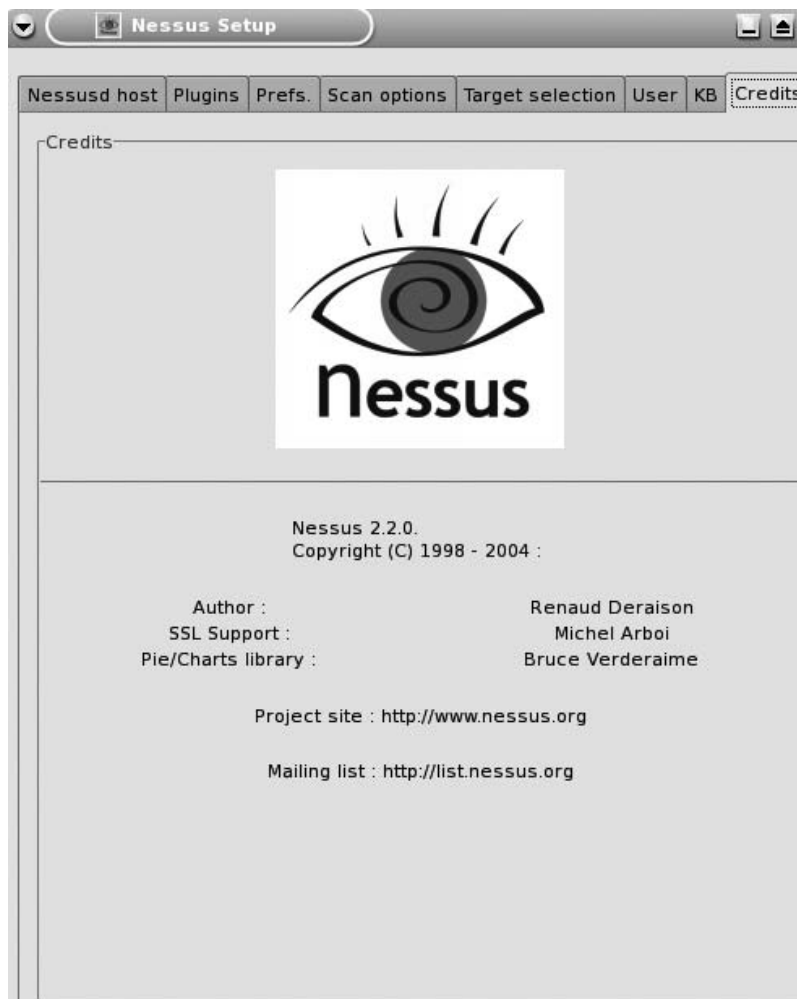 Nessus Setup
Nessusd host Plugins Prefs. Scan options Target selection User KB Credits
Credits
Nessus
Nessus 2.2.0.
Copyright (C) 1998 - 2004 :
Author : Renaud Deraison
SSL Support : Michel Arboi
Pie/Charts library : Bruce Verderaime
Project site : http://www.nessus.org
Mailing list : http://list.nessus.org